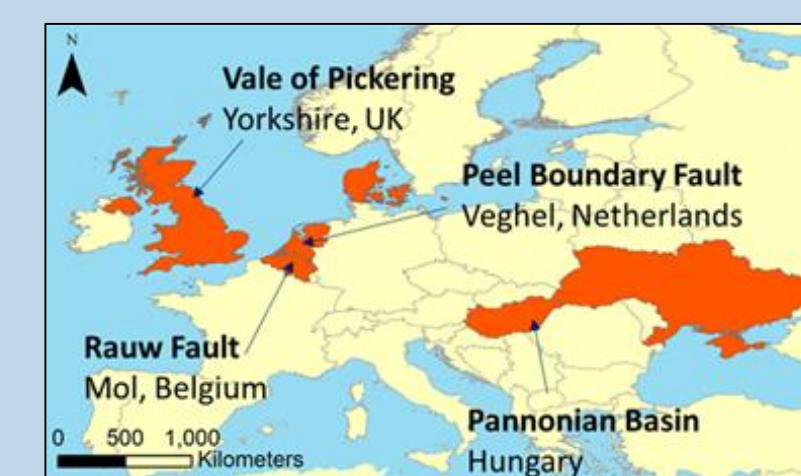 N
Vale of Pickering
Yorkshire, UK
Peel Boundary Fault
Veghel, Netherlands
Rauw Fault
Mol, Belgium
Pannonian Basin
Hungary
0 500 1,000
Kilometers